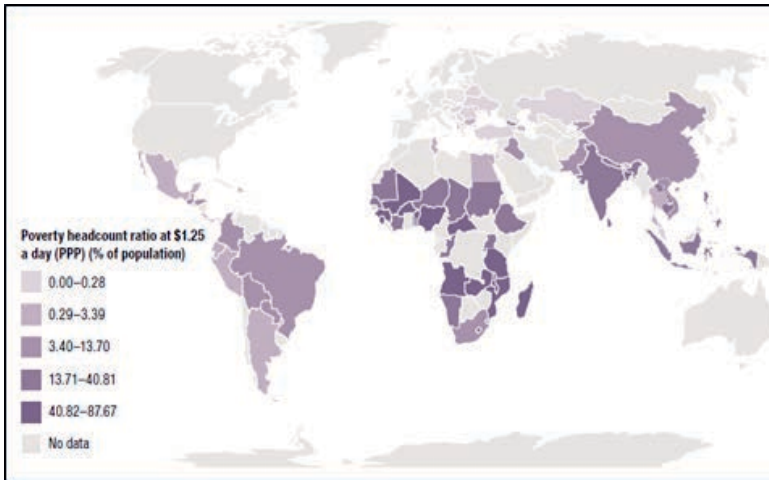 Poverty headcount ratio at $1.25
a day (PPP) (% of population)
0.00–0.28
0.29–3.39
3.40–13.70
13.71–40.81
40.82–87.67
No data